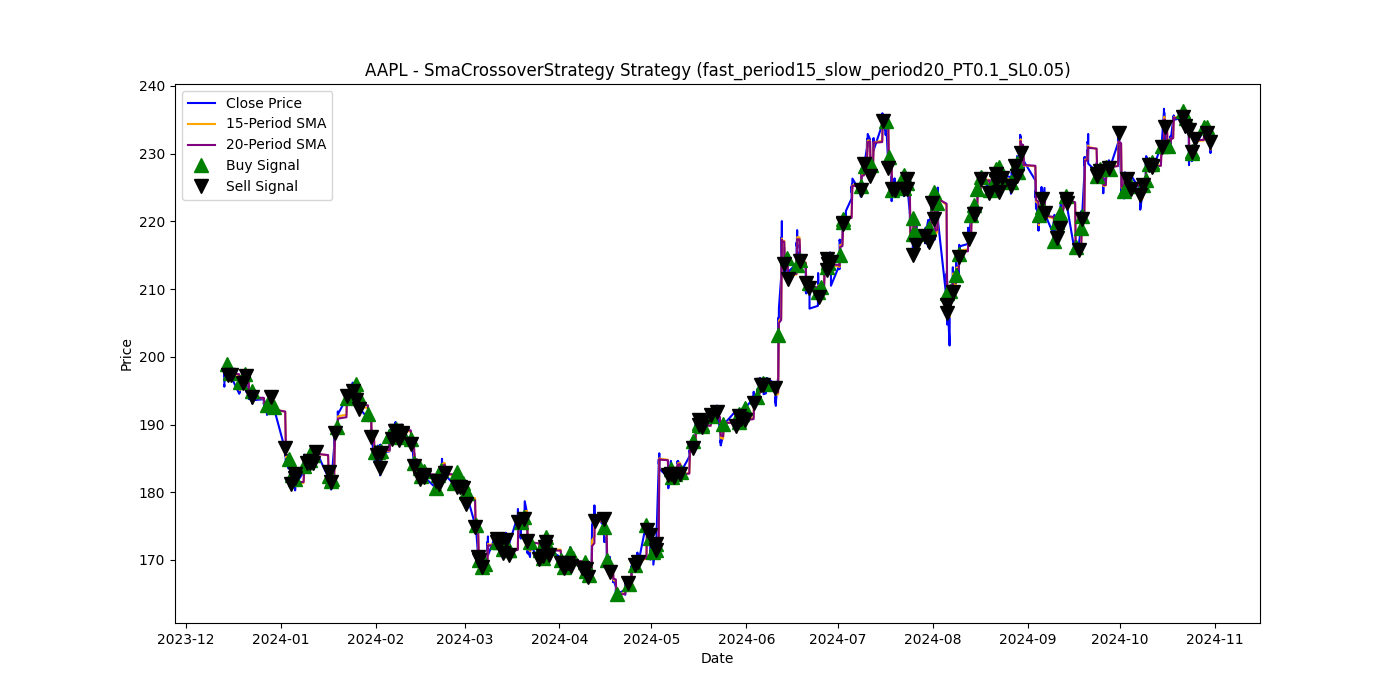 AAPL - SmaCrossoverStrategy Strategy (fast_period15_slow_period20_PT0.1_SL0.05)
Close Price
15-Period SMA
20-Period SMA
Buy Signal
Sell Signal
240
230
220
210
200
190
180
170
Price
2023-12 2024-01 2024-02 2024-03 2024-04 2024-05 2024-06 2024-07 2024-08 2024-09 2024-10 2024-11
Date